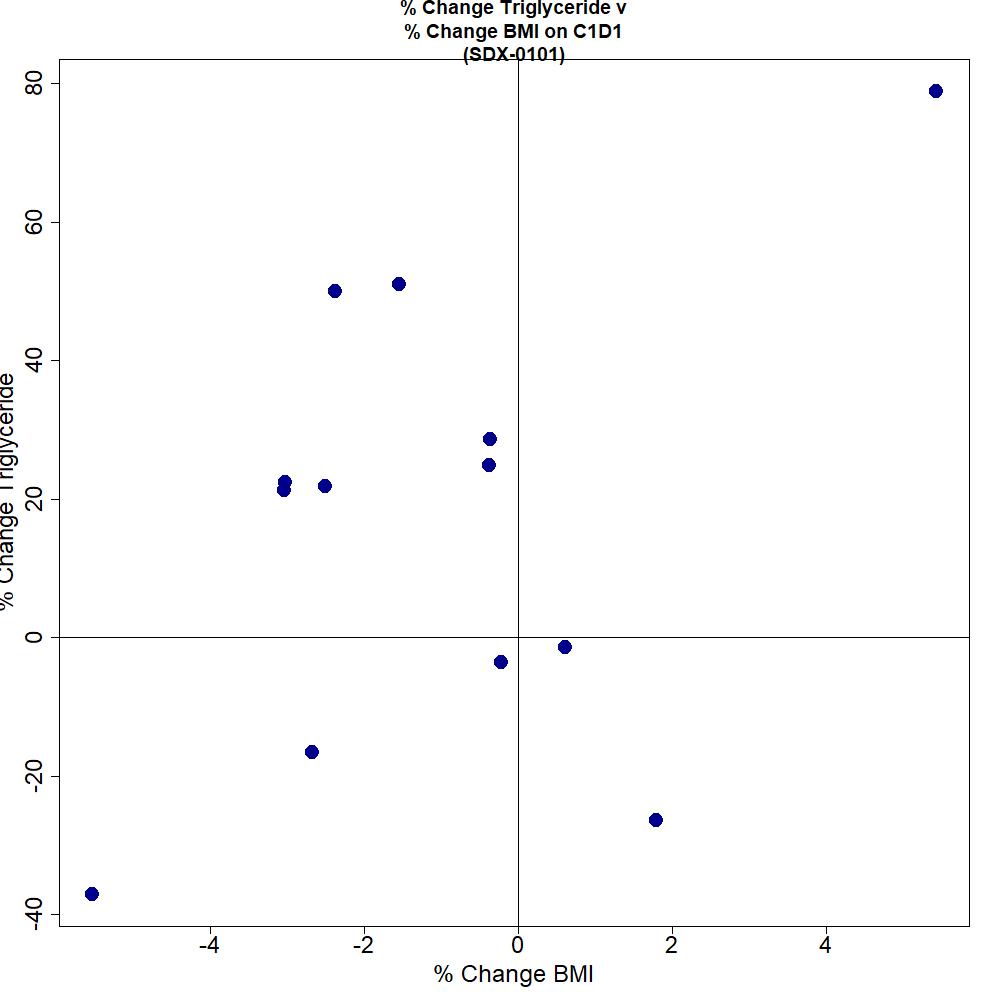 % Change Triglyceride v
% Change BMI on C1D1
(SDX-0101)
80
60
40
20
0
-20
-40
% Change Triglyceride
-4
-2
0
2
4
% Change BMI